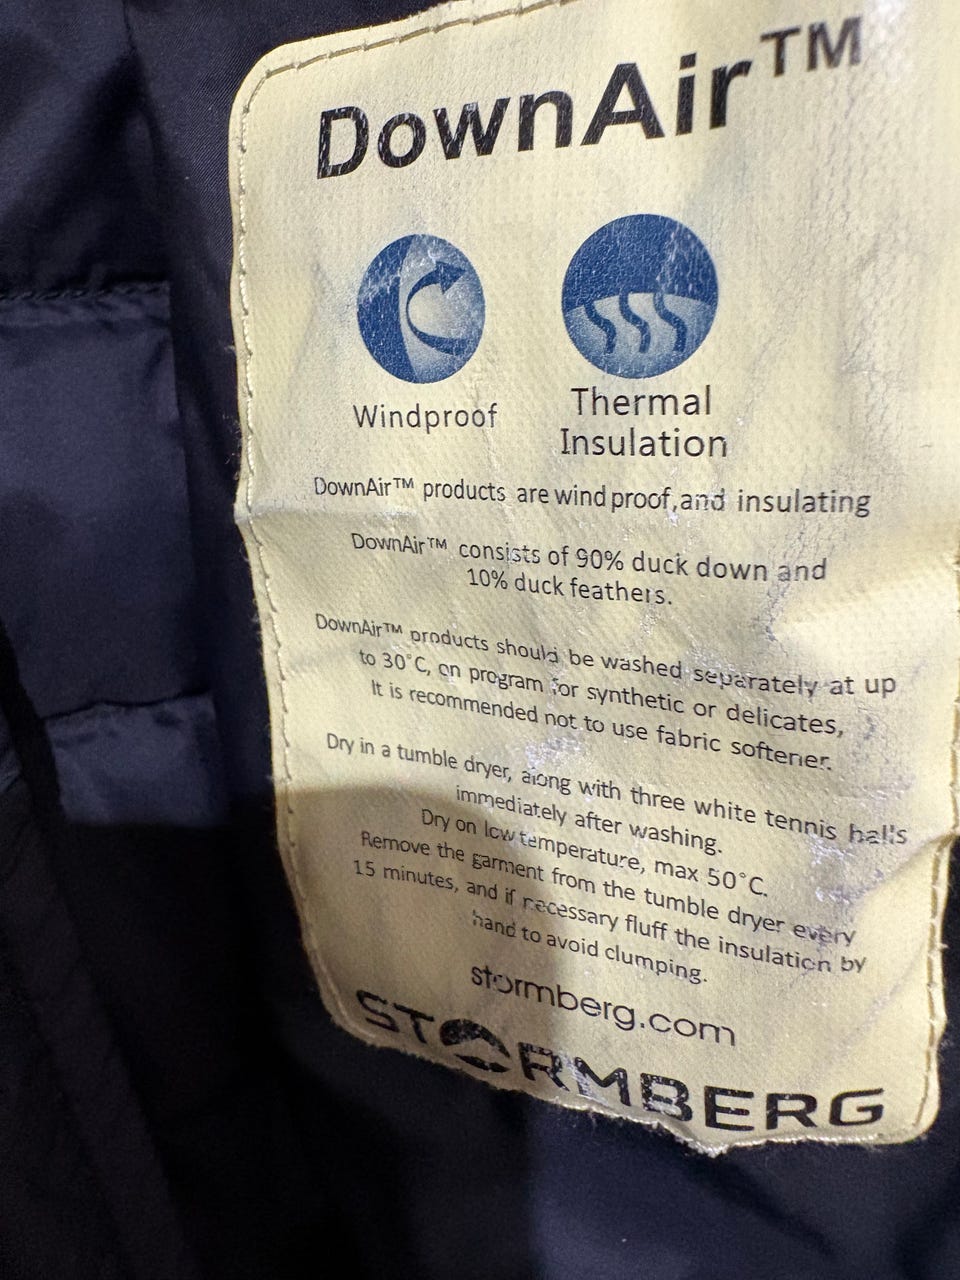 DownAir™
Windproof
Thermal
Insulation
DownAir™ products are windproof,and insulating
DownAir™ consists of 90% duck down and
10% duck feathers.
DownAir™ products should be washed separately at up
to 30°C, on program for synthetic or delicates,
It is recommended not to use fabric softener.
Dry in a tumble dryer, along with three white tennis balls
immediately after washing.
Dry on low temperature, max 50°C.
Remove the garment from the tumble dryer every
15 minutes, and if necessary fluff the insulation by
hand to avoid clumping.
stormberg.com
STORMBERG